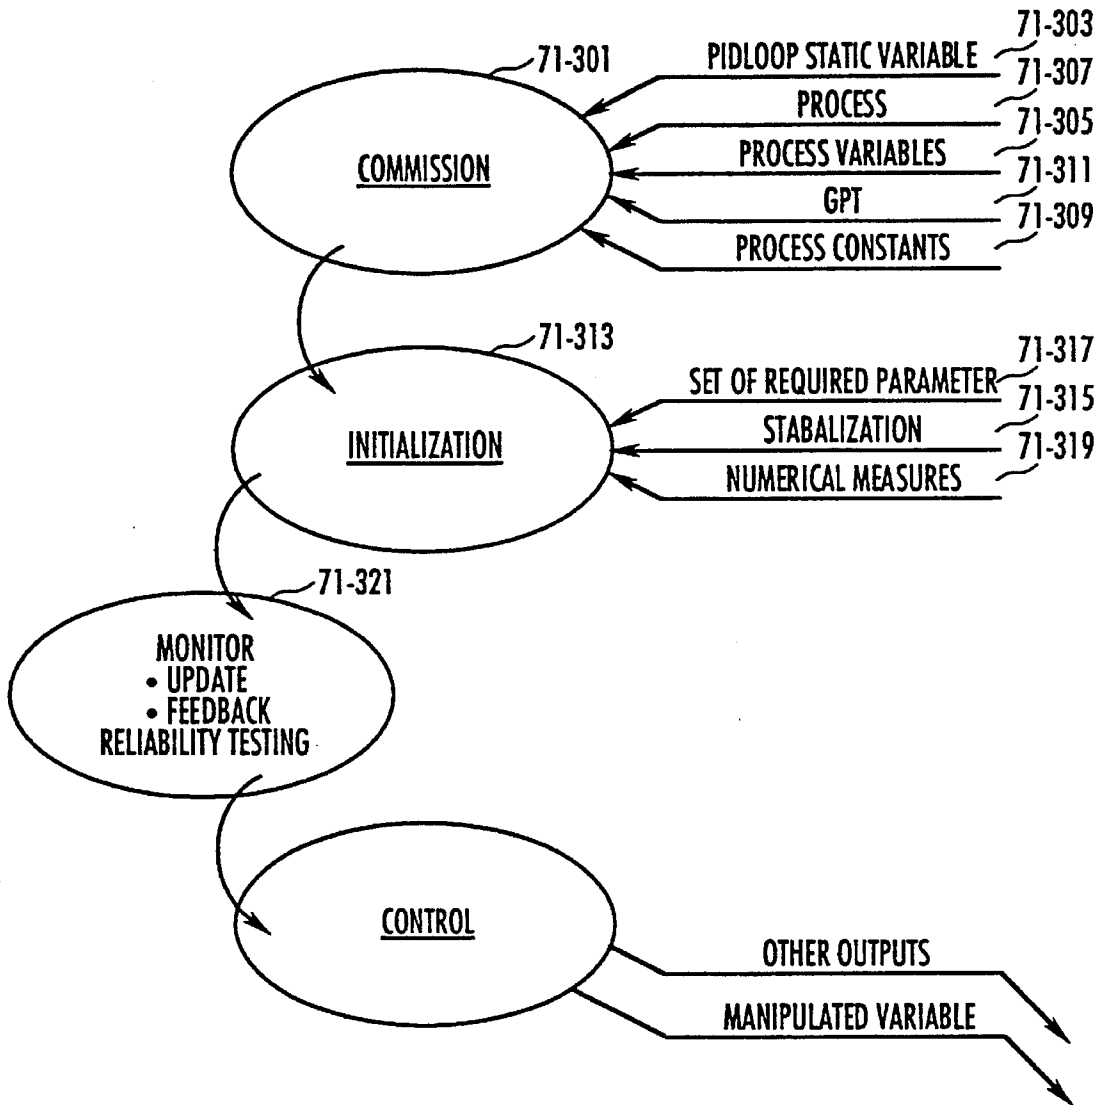 71-303
71-301
PIDLOOP STATIC VARIABLE
71-307
PROCESS
71-305
COMMISSION
PROCESS VARIABLES
71-311
GPT
71-309
PROCESS CONSTANTS
71-313
71-317
SET OF REQUIRED PARAMETER
71-315
INITIALIZATION
STABALIZATION
71-319
NUMERICAL MEASURES
71-321
MONITOR
• UPDATE
• FEEDBACK
RELIABILITY TESTING
CONTROL
OTHER OUTPUTS
MANIPULATED VARIABLE